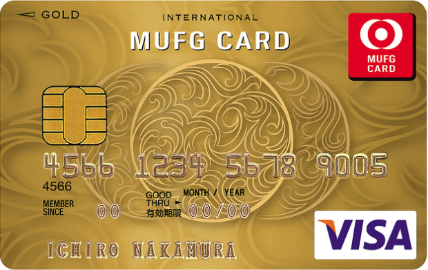 GOLD
INTERNATIONAL
MUFG CARD
MUFG
CARD
4566 1234 5678 9005
4566
MEMBER
SINCE 00
GOOD
THRU
有効期限
MONTH / YEAR
00/00
VISA
ICHIRO NAKAMURA